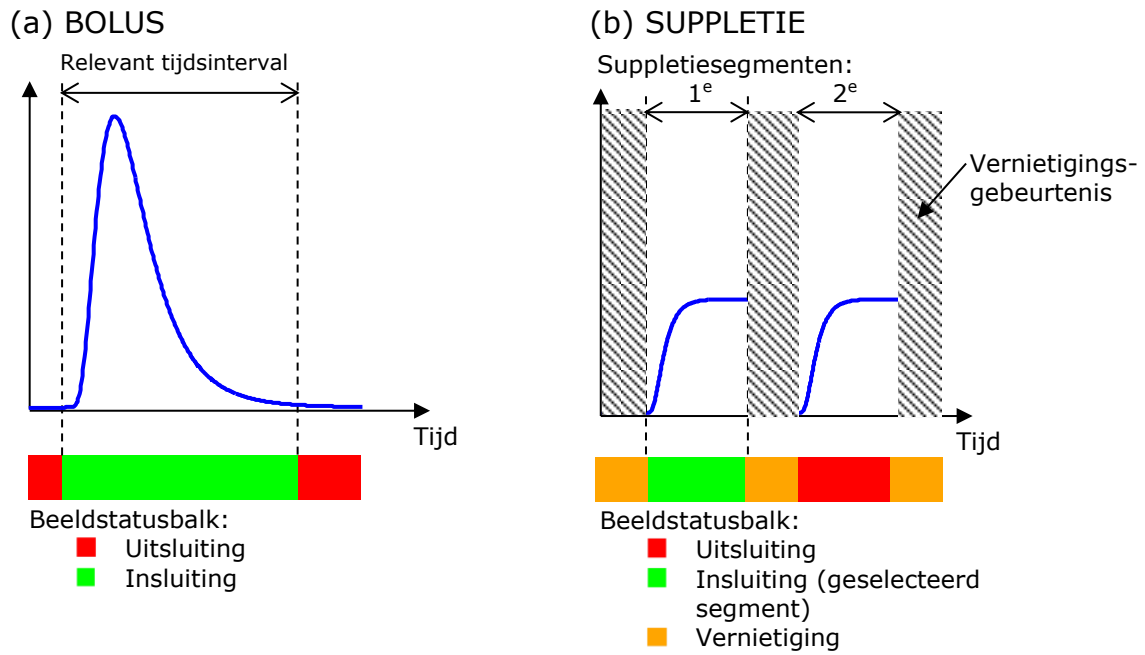 (a) BOLUS
Relevant tijdsinterval
Tijd
Beeldstatusbalk:
Uitsluiting
Insluiting
(b) SUPPLETIE
Suppletiesegmenten:
1e
2e
Vernietigings-
gebeurtenis
Tijd
Beeldstatusbalk:
Uitsluiting
Insluiting (geselecteerd
segment)
Vernietiging